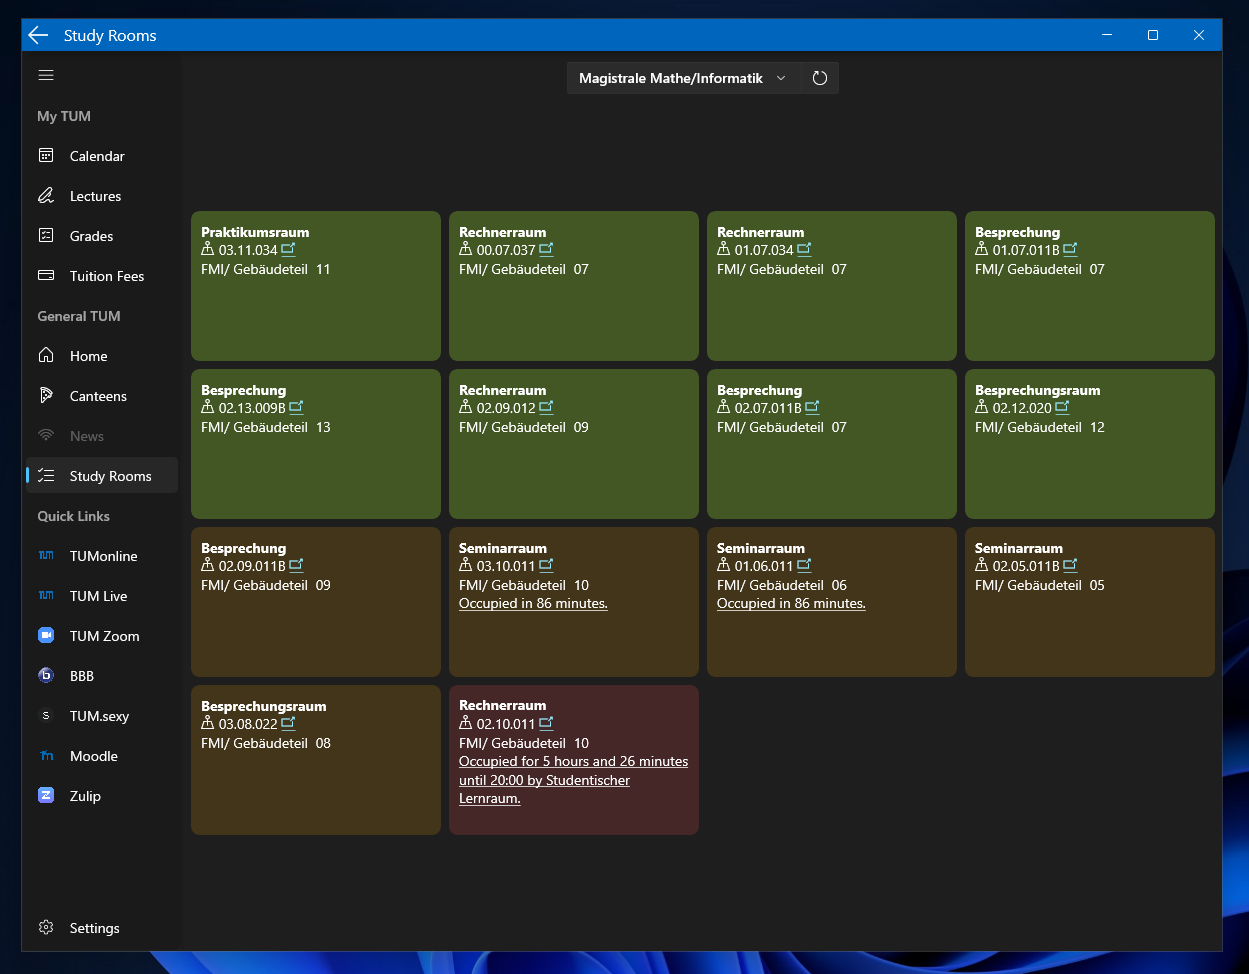 Study Rooms
Magistrale Mathe/Informatik
My TUM
Calendar
Lectures
Grades
Tuition Fees
General TUM
Home
Canteens
News
Study Rooms
Quick Links
TUM TUMonline
TUM TUM Live
TUM Zoom
b BBB
S TUM.sexy
m Moodle
Z Zulip
Settings
Praktikumsraum
03.11.034
FMI/ Gebäudeteil 11
Rechnerraum
00.07.037
FMI/ Gebäudeteil 07
Rechnerraum
01.07.034
FMI/ Gebäudeteil 07
Besprechung
01.07.011B
FMI/ Gebäudeteil 07
Besprechung
02.13.009B
FMI/ Gebäudeteil 13
Rechnerraum
02.09.012
FMI/ Gebäudeteil 09
Besprechung
02.07.011B
FMI/ Gebäudeteil 07
Besprechungsraum
02.12.020
FMI/ Gebäudeteil 12
Besprechung
02.09.011B
FMI/ Gebäudeteil 09
Seminarraum
03.10.011
FMI/ Gebäudeteil 10
Occupied in 86 minutes.
Seminarraum
01.06.011
FMI/ Gebäudeteil 06
Occupied in 86 minutes.
Seminarraum
02.05.011B
FMI/ Gebäudeteil 05
Besprechungsraum
03.08.022
FMI/ Gebäudeteil 08
Rechnerraum
02.10.011
FMI/ Gebäudeteil 10
Occupied for 5 hours and 26 minutes
until 20:00 by Studentischer
Lernraum.